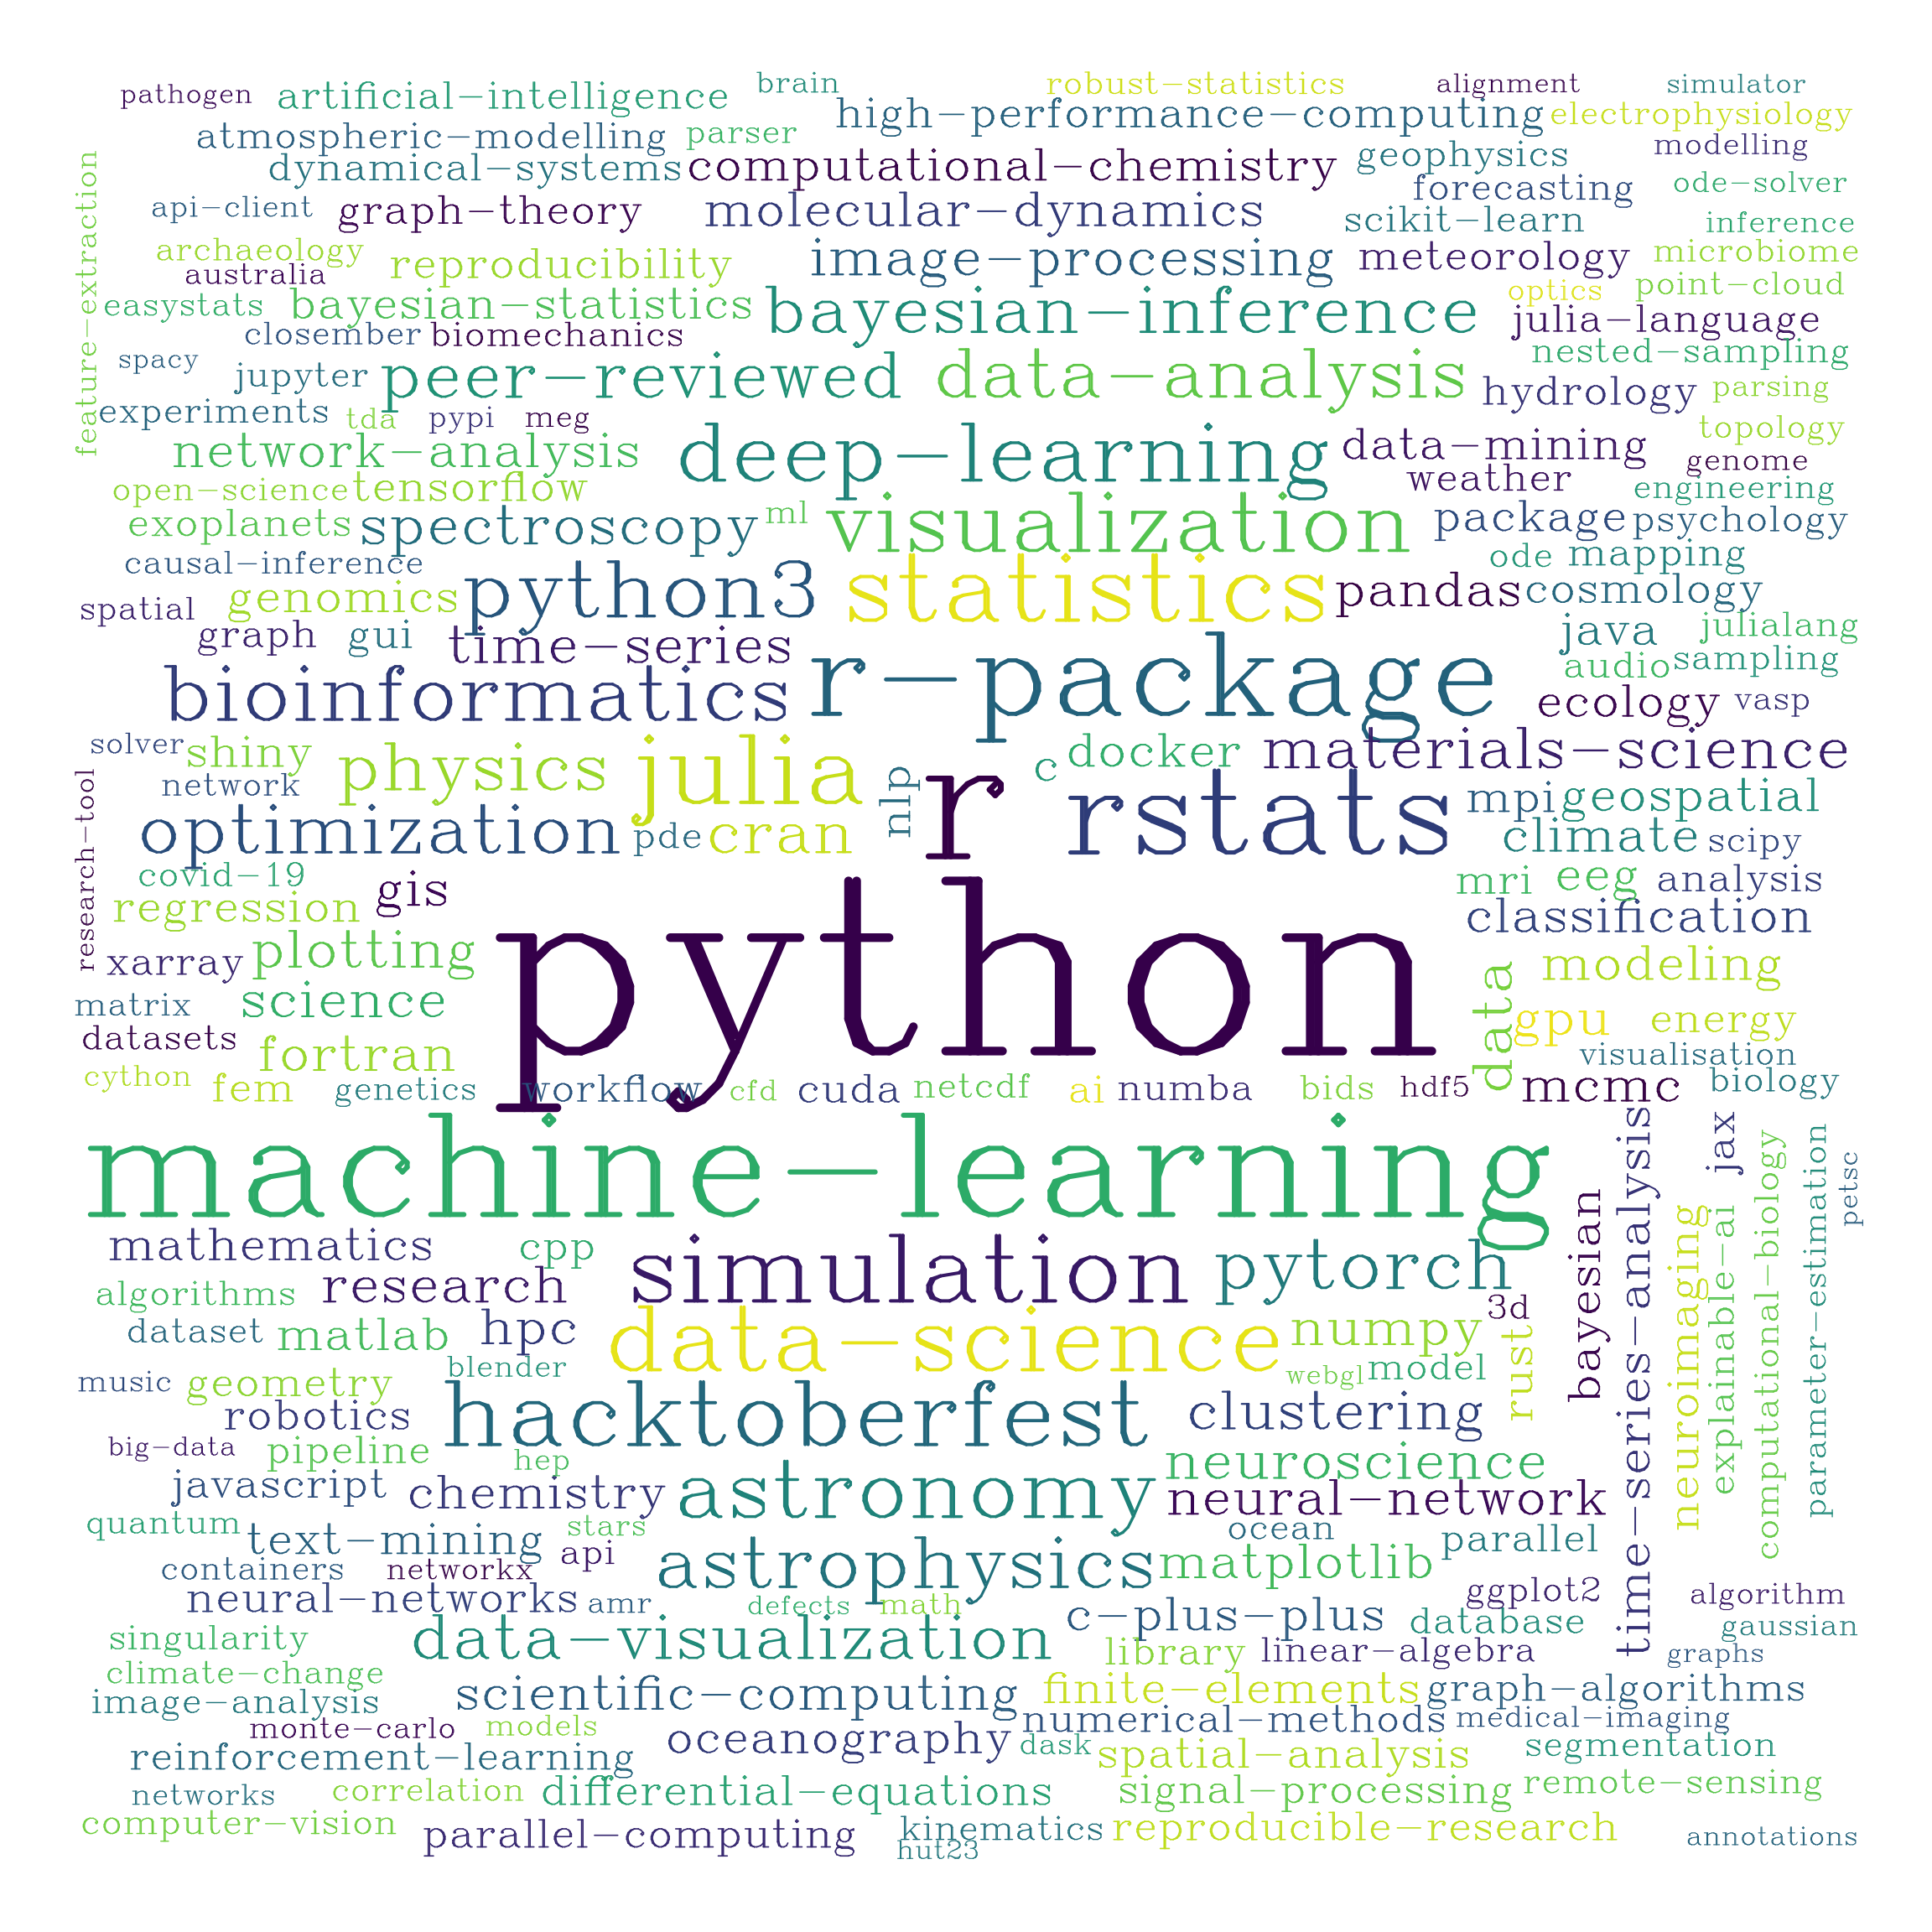 brain
robust-statistics
alignment
simulator
pathogen
artificial-intelligence
high-performance-computing
electrophysiology
atmospheric-modelling
parser
modelling
dynamical-systems
computational-chemistry
geophysics
forecasting
ode-solver
api-client
graph-theory
molecular-dynamics
scikit-learn
inference
feature-extraction
archaeology
reproducibility
image-processing
meteorology
microbiome
australia
optics
point-cloud
easystats
bayesian-statistics
bayesian-inference
julia-language
closember
biomechanics
nested-sampling
spacy
jupyter
peer-reviewed
data-analysis
hydrology
parsing
experiments
tda
pypi
meg
topology
network-analysis
deep-learning
data-mining
genome
weather
open-science
tensorflow
engineering
exoplanets
spectroscopy
ml
visualization
package
psychology
causal-inference
ode
mapping
python3
statistics
pandas
cosmology
spatial
genomics
graph
gui
time-series
java
julialang
r-package
audio
sampling
bioinformatics
ecology
vasp
solver
shiny
physics
julia
c
docker
materials-science
network
nlp
r
rstats
mpi
geospatial
optimization
pde
cran
climate
scipy
research-tool
covid-19
gis
mri
eeg
analysis
regression
classification
xarray
plotting
python
data
modeling
matrix
science
gpu
energy
datasets
fortran
visualisation
cython
fem
genetics
workflow
cfd
cuda
netcdf
ai
numba
bids
hdf5
mcmc
biology
machine-learning
jax
time-series-analysis
computational-biology
parameter-estimation
petsc
bayesian
neuroimaging
explainable-ai
mathematics
cpp
simulation
pytorch
algorithms
research
3d
dataset
matlab
hpc
data-science
numpy
rust
blender
webgl
model
music
geometry
hacktoberfest
clustering
robotics
big-data
pipeline
hep
neuroscience
javascript
chemistry
astronomy
neural-network
quantum
text-mining
stars
ocean
parallel
api
containers
networkx
astrophysics
matplotlib
neural-networks
amr
defects
math
ggplot2
algorithm
c-plus-plus
database
gaussian
singularity
data-visualization
library
linear-algebra
graphs
climate-change
image-analysis
scientific-computing
finite-elements
graph-algorithms
monte-carlo
models
numerical-methods
medical-imaging
oceanography
dask
spatial-analysis
segmentation
reinforcement-learning
networks
correlation
differential-equations
signal-processing
remote-sensing
computer-vision
parallel-computing
kinematics
reproducible-research
annotations
hut23